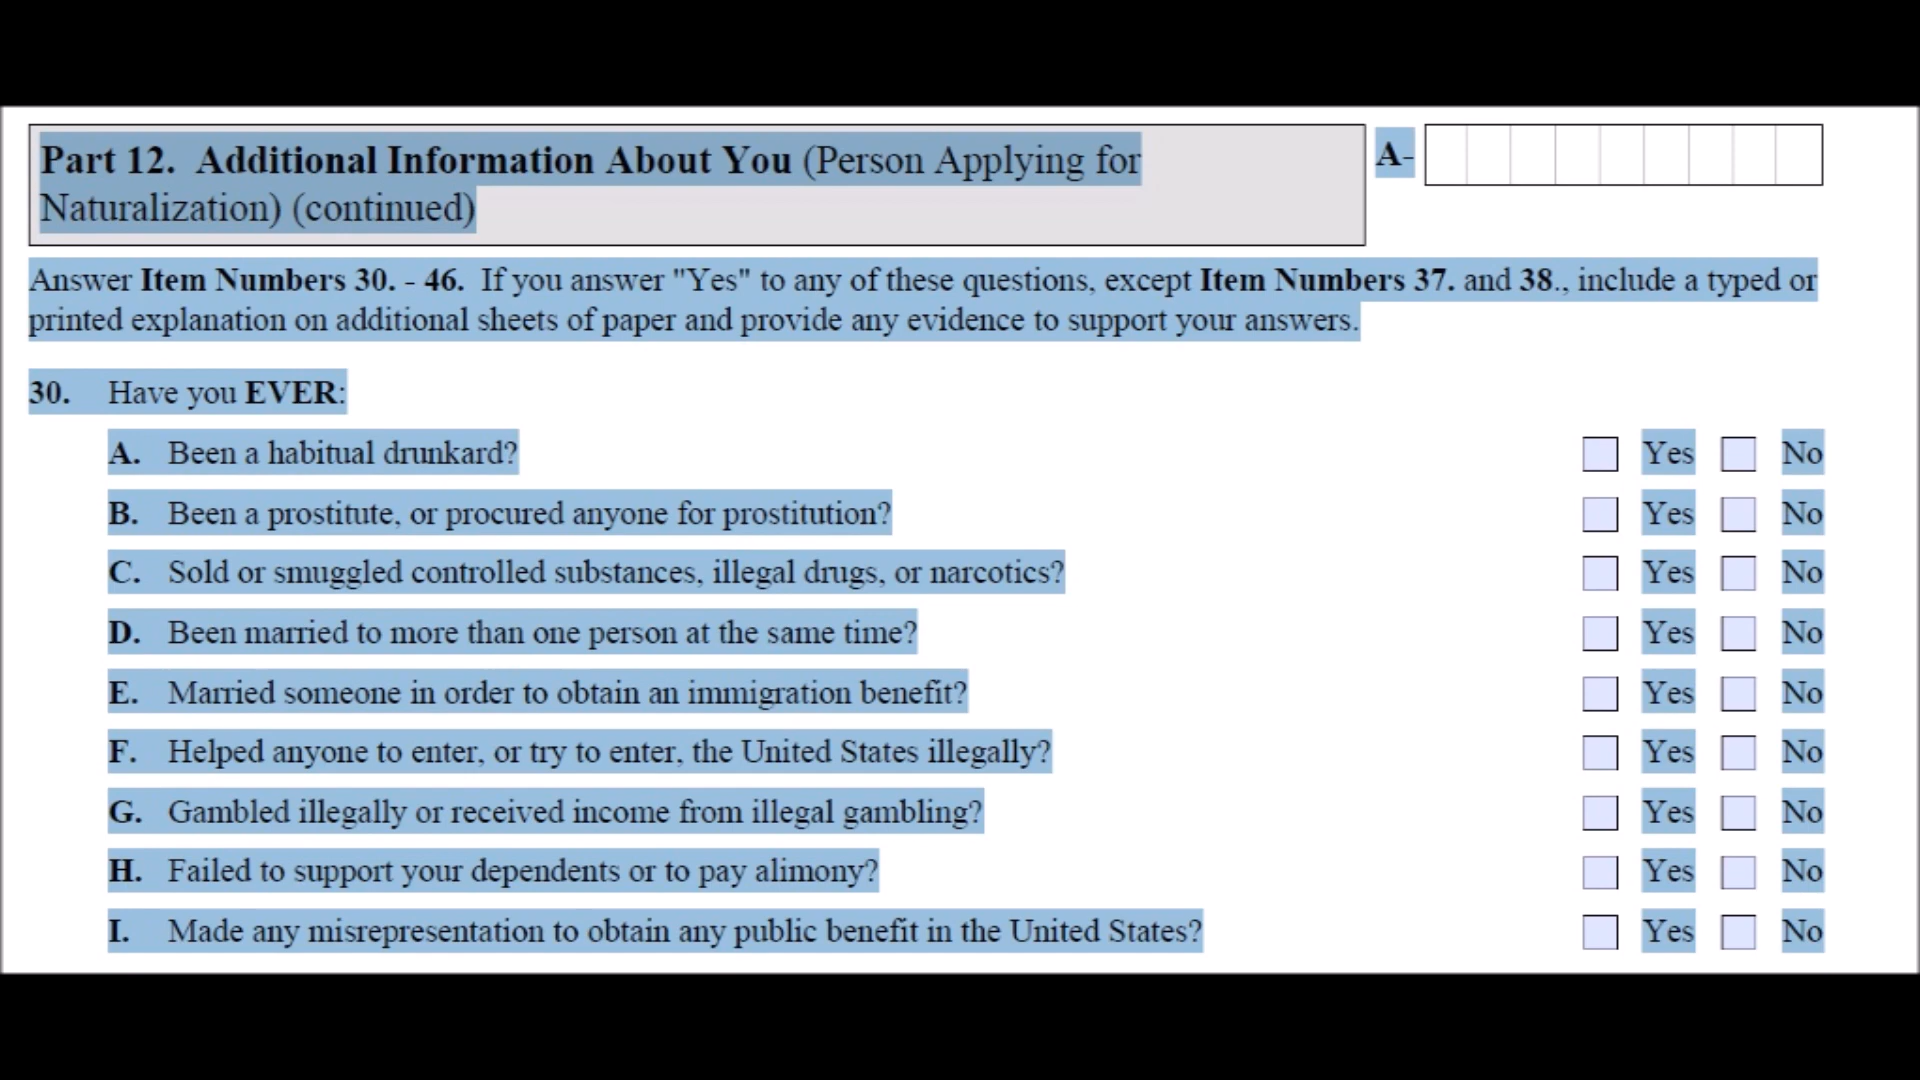 Part 12.  Additional Information About You (Person Applying for
Naturalization) (continued)
A-
Answer Item Numbers 30. - 46.  If you answer "Yes" to any of these questions, except Item Numbers 37. and 38., include a typed or
printed explanation on additional sheets of paper and provide any evidence to support your answers.
30. Have you EVER:
A. Been a habitual drunkard? Yes No
B. Been a prostitute, or procured anyone for prostitution? Yes No
C. Sold or smuggled controlled substances, illegal drugs, or narcotics? Yes No
D. Been married to more than one person at the same time? Yes No
E. Married someone in order to obtain an immigration benefit? Yes No
F. Helped anyone to enter, or try to enter, the United States illegally? Yes No
G. Gambled illegally or received income from illegal gambling? Yes No
H. Failed to support your dependents or to pay alimony? Yes No
I. Made any misrepresentation to obtain any public benefit in the United States? Yes No